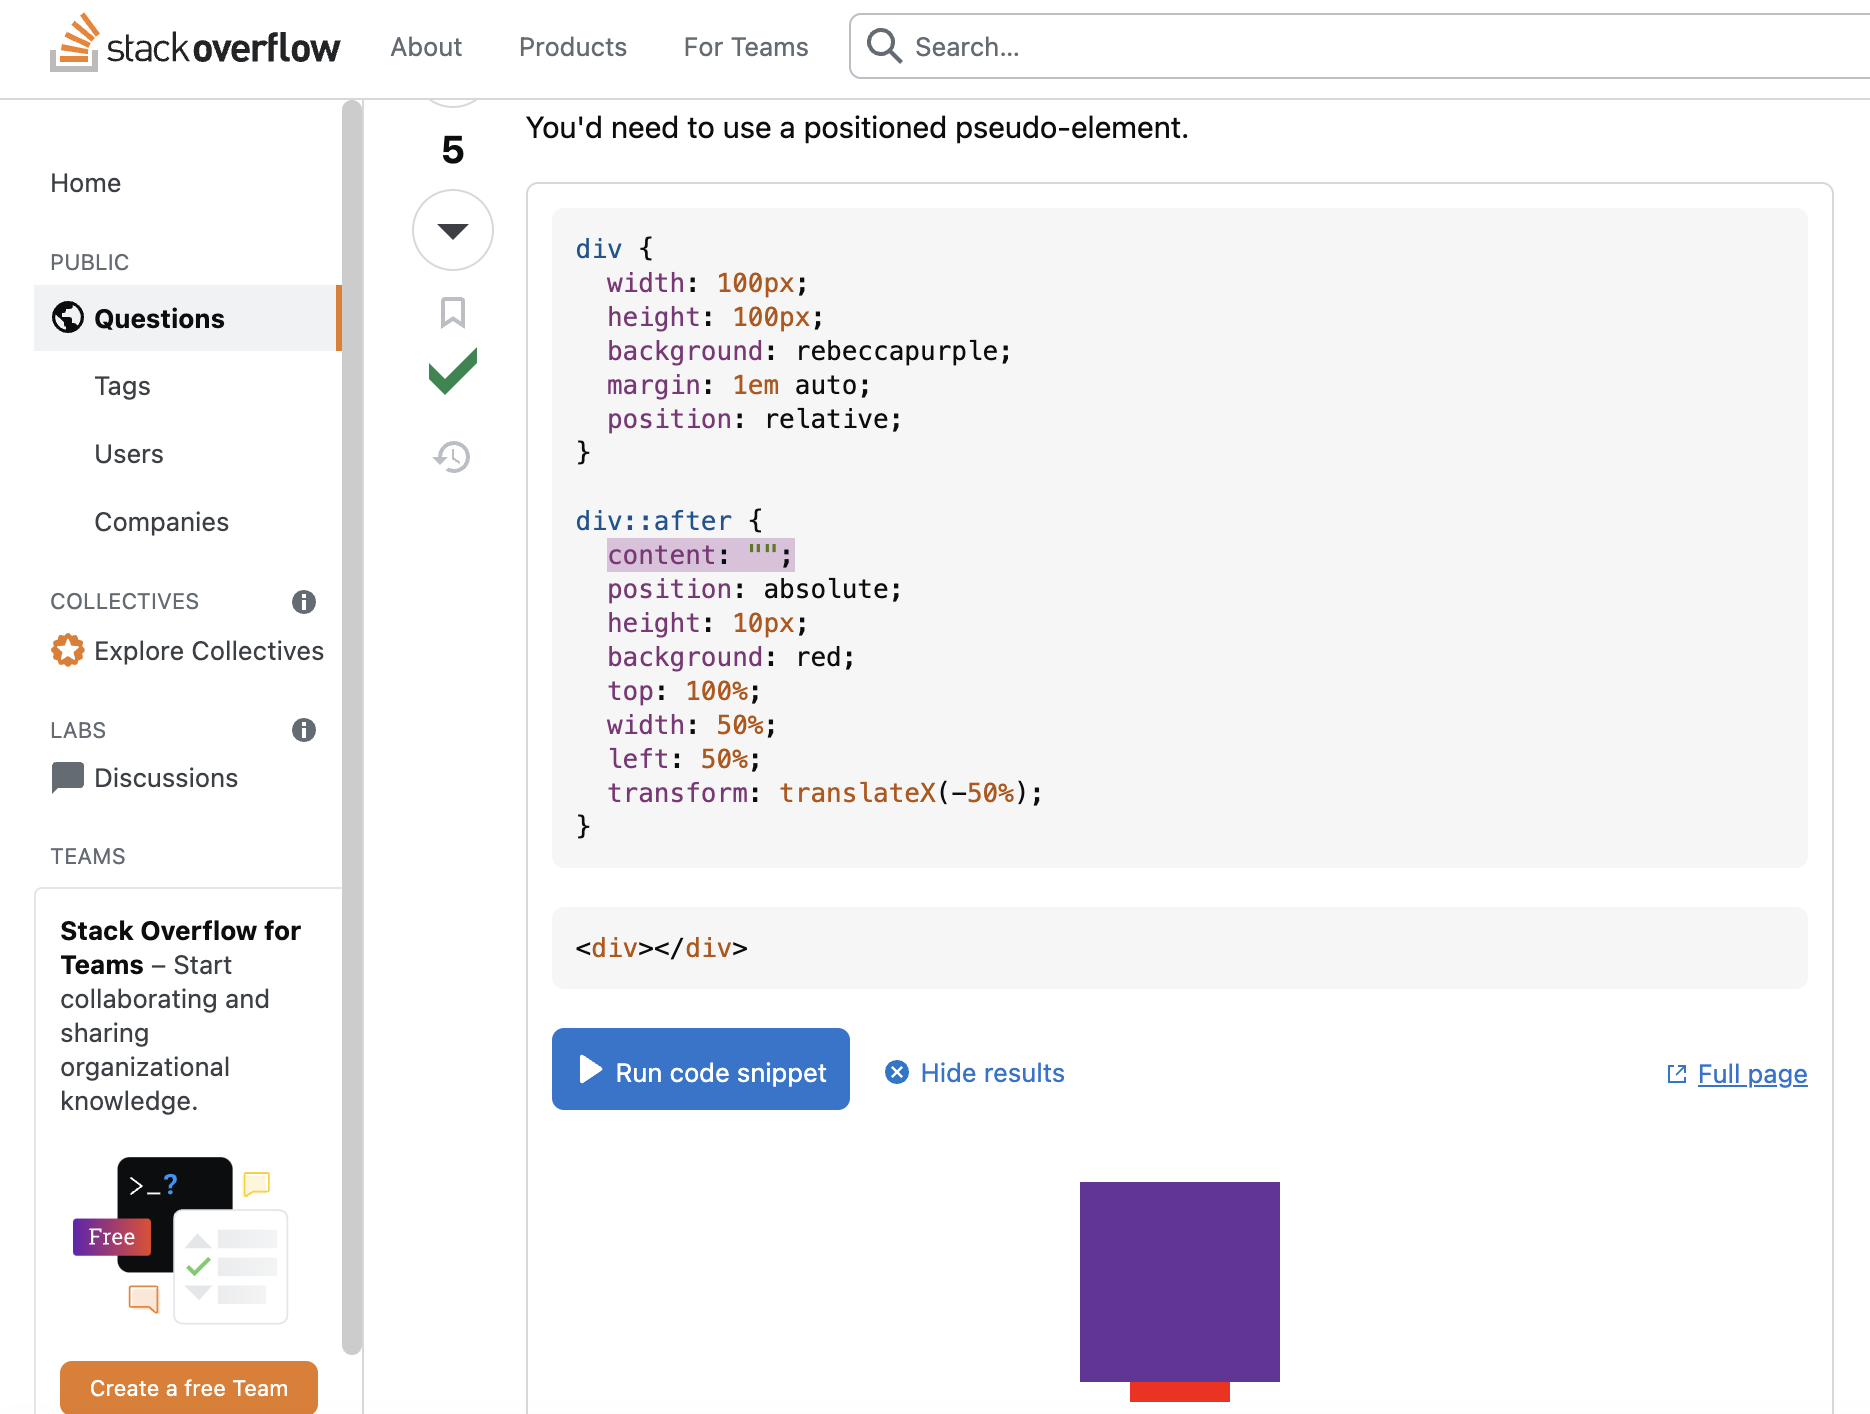 stackoverflow
About
Products
For Teams
Search...
Home
PUBLIC
Questions
Tags
Users
Companies
COLLECTIVES
Explore Collectives
LABS
Discussions
TEAMS
Stack Overflow for
Teams – Start
collaborating and
sharing
organizational
knowledge.
>_?
Free
Create a free Team
5
You'd need to use a positioned pseudo-element.
div {
  width: 100px;
  height: 100px;
  background: rebeccapurple;
  margin: 1em auto;
  position: relative;
}
div::after {
  content: "";
  position: absolute;
  height: 10px;
  background: red;
  top: 100%;
  width: 50%;
  left: 50%;
  transform: translateX(-50%);
}
<div></div>
Run code snippet
Hide results
Full page